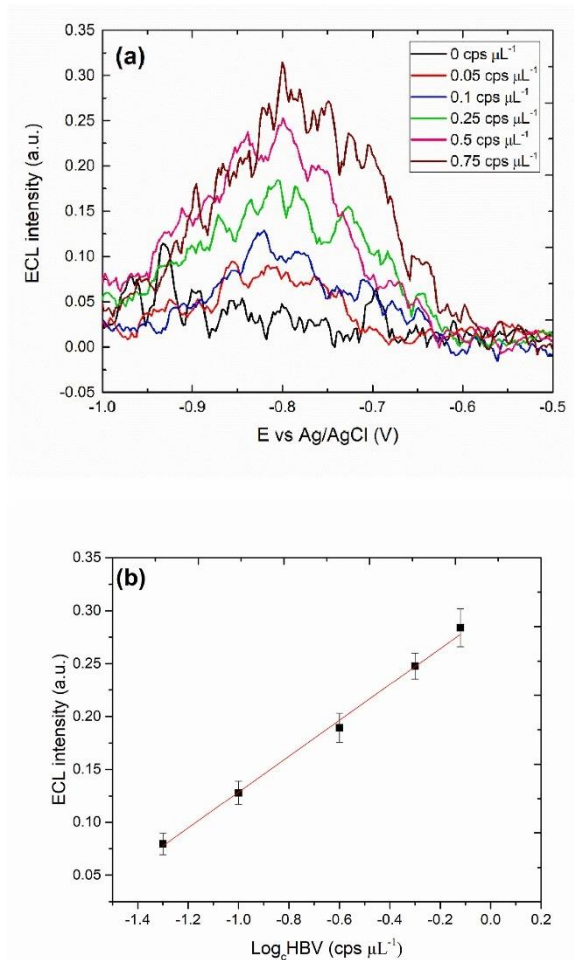 (a)
0 cps μL⁻¹
0.05 cps μL⁻¹
0.1 cps μL⁻¹
0.25 cps μL⁻¹
0.5 cps μL⁻¹
0.75 cps μL⁻¹
0.35
0.30
0.25
0.20
0.15
0.10
0.05
0.00
-0.05
ECL intensity (a.u.)
-1.0 -0.9 -0.8 -0.7 -0.6 -0.5
E vs Ag/AgCl (V)
(b)
0.35
0.30
0.25
0.20
0.15
0.10
0.05
ECL intensity (a.u.)
-1.4 -1.2 -1.0 -0.8 -0.6 -0.4 -0.2 0.0 0.2
Log꜀HBV (cps μL⁻¹)